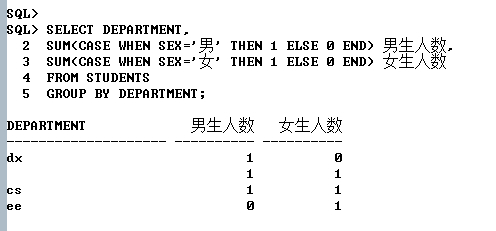 SQL>
SQL> SELECT DEPARTMENT,
  2  SUM(CASE WHEN SEX='男' THEN 1 ELSE 0 END) 男生人数,
  3  SUM(CASE WHEN SEX='女' THEN 1 ELSE 0 END) 女生人数
  4  FROM STUDENTS
  5  GROUP BY DEPARTMENT;
DEPARTMENT             男生人数   女生人数
-------------------- ---------- ----------
dx                            1          0
                              1          1
cs                            1          1
ee                            0          1